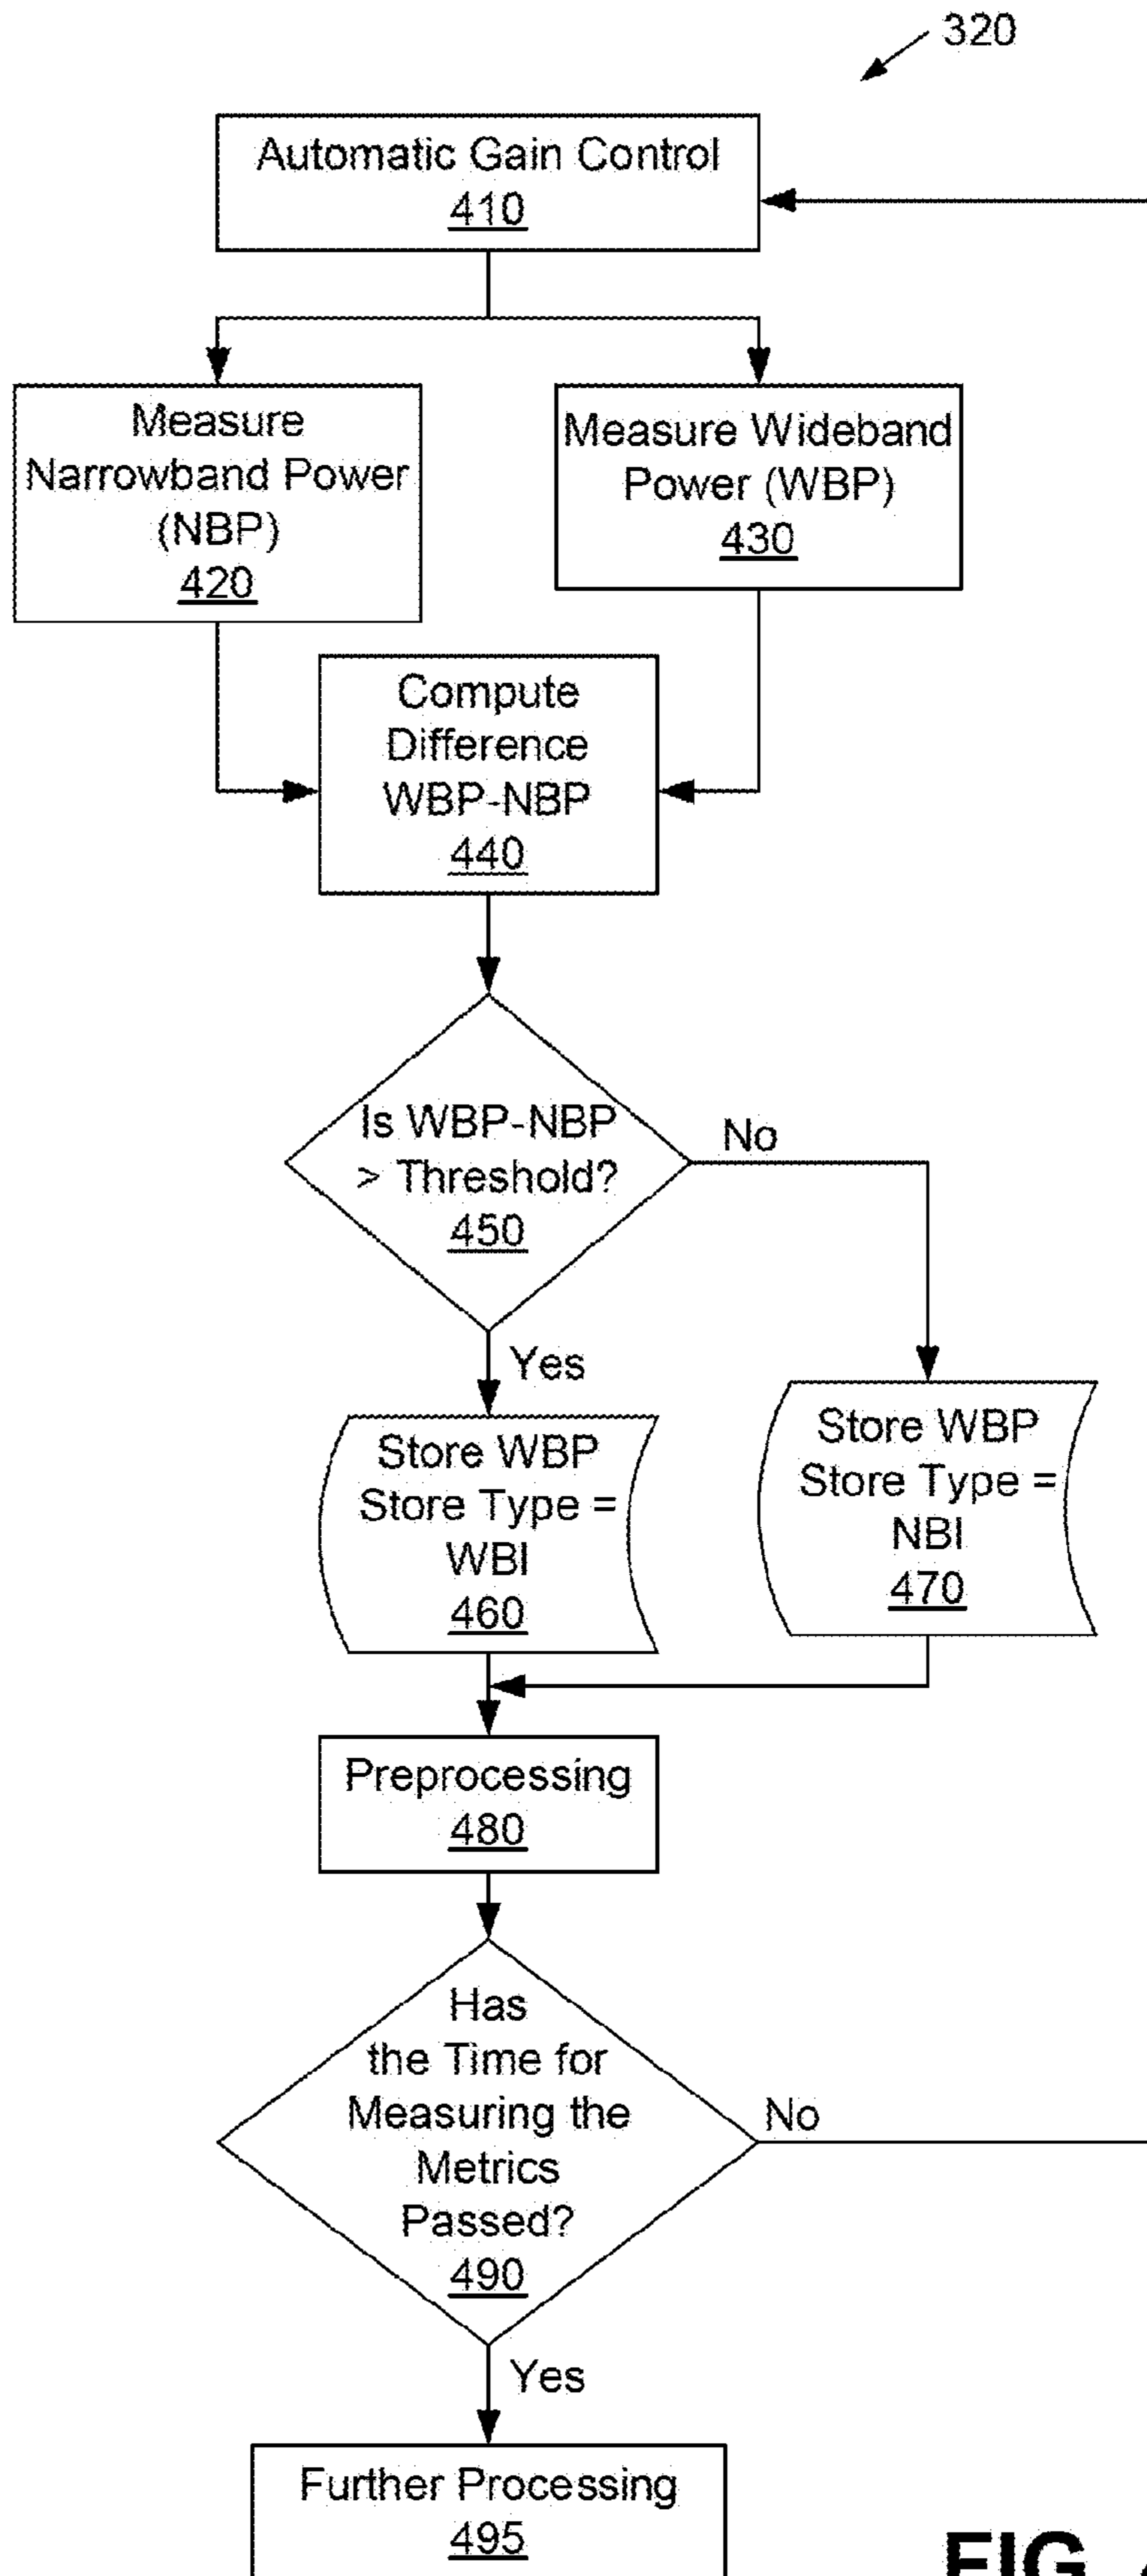 320
Automatic Gain Control
410
Measure
Narrowband Power
(NBP)
420
Measure Wideband
Power (WBP)
430
Compute
Difference
WBP-NBP
440
Is WBP-NBP
> Threshold?
450
No
Yes
Store WBP
Store Type =
WBI
460
Store WBP
Store Type =
NBI
470
Preprocessing
480
Has
the Time for
Measuring the
Metrics
Passed?
490
No
Yes
Further Processing
495
FIG.